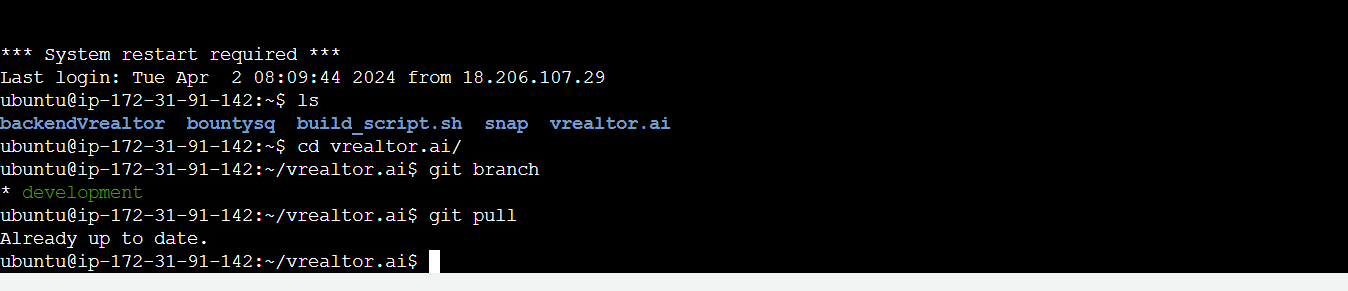 *** System restart required ***
Last login: Tue Apr  2 08:09:44 2024 from 18.206.107.29
ubuntu@ip-172-31-91-142:~$ ls
backendVrealtor  bountysq  build_script.sh  snap  vrealtor.ai
ubuntu@ip-172-31-91-142:~$ cd vrealtor.ai/
ubuntu@ip-172-31-91-142:~/vrealtor.ai$ git branch
* development
ubuntu@ip-172-31-91-142:~/vrealtor.ai$ git pull
Already up to date.
ubuntu@ip-172-31-91-142:~/vrealtor.ai$